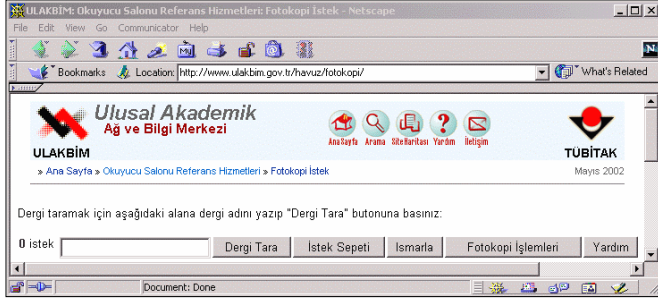 ULAKBİM: Okuyucu Salonu Referans Hizmetleri: Fotokopi İstek - Netscape
File Edit View Go Communicator Help
My
N
Bookmarks Location: http://www.ulakbim.gov.tr/havuz/fotokopi/ What's Related
Ulusal Akademik
Ağ ve Bilgi Merkezi
AnaSayfa Arama SiteHaritası Yardım İletişim
ULAKBİM TÜBİTAK
» Ana Sayfa » Okuyucu Salonu Referans Hizmetleri » Fotokopi İstek Mayıs 2002
Dergi taramak için aşağıdaki alana dergi adını yazıp "Dergi Tara" butonuna basınız:
0 istek Dergi Tara İstek Sepeti Ismarla Fotokopi İşlemleri Yardım
Document: Done